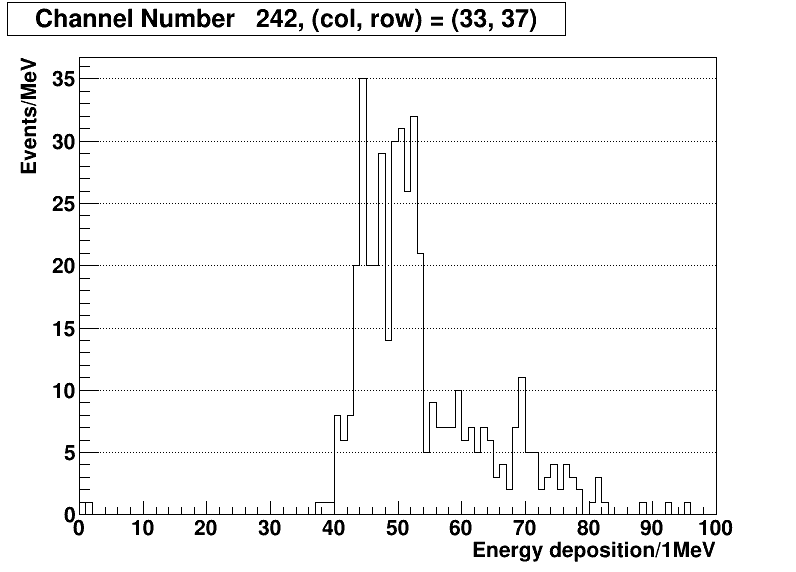 Channel Number 242, (col, row) = (33, 37)
Events/MeV
35
30
25
20
15
10
5
0
0 10 20 30 40 50 60 70 80 90 100
Energy deposition/1MeV